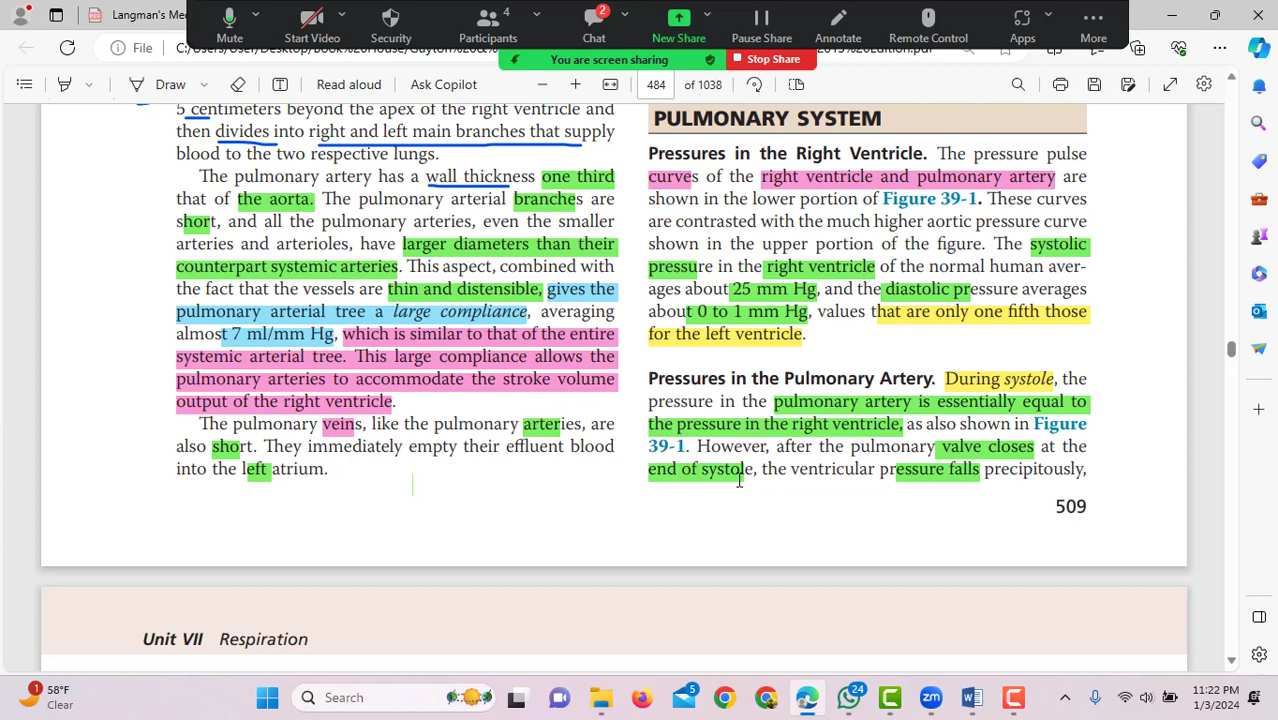 Langman's Med
Mute
Start Video
Security
4
Participants
2
Chat
New Share
Pause Share
Annotate
Remote Control
Apps
More
You are screen sharing
Stop Share
File
Draw
Read aloud
Ask Copilot
484
of 1038
5 centimeters beyond the apex of the right ventricle and
then divides into right and left main branches that supply
blood to the two respective lungs.
The pulmonary artery has a wall thickness one third
that of the aorta. The pulmonary arterial branches are
short, and all the pulmonary arteries, even the smaller
arteries and arterioles, have larger diameters than their
counterpart systemic arteries. This aspect, combined with
the fact that the vessels are thin and distensible, gives the
pulmonary arterial tree a large compliance, averaging
almost 7 ml/mm Hg, which is similar to that of the entire
systemic arterial tree. This large compliance allows the
pulmonary arteries to accommodate the stroke volume
output of the right ventricle.
The pulmonary veins, like the pulmonary arteries, are
also short. They immediately empty their effluent blood
into the left atrium.
PULMONARY SYSTEM
Pressures in the Right Ventricle. The pressure pulse
curves of the right ventricle and pulmonary artery are
shown in the lower portion of Figure 39-1. These curves
are contrasted with the much higher aortic pressure curve
shown in the upper portion of the figure. The systolic
pressure in the right ventricle of the normal human aver-
ages about 25 mm Hg, and the diastolic pressure averages
about 0 to 1 mm Hg, values that are only one fifth those
for the left ventricle.
Pressures in the Pulmonary Artery. During systole, the
pressure in the pulmonary artery is essentially equal to
the pressure in the right ventricle, as also shown in Figure
39-1. However, after the pulmonary valve closes at the
end of systole, the ventricular pressure falls precipitously,
509
Unit VII Respiration
1
58°F
Clear
Search
5
24
11:22 PM
1/3/2024